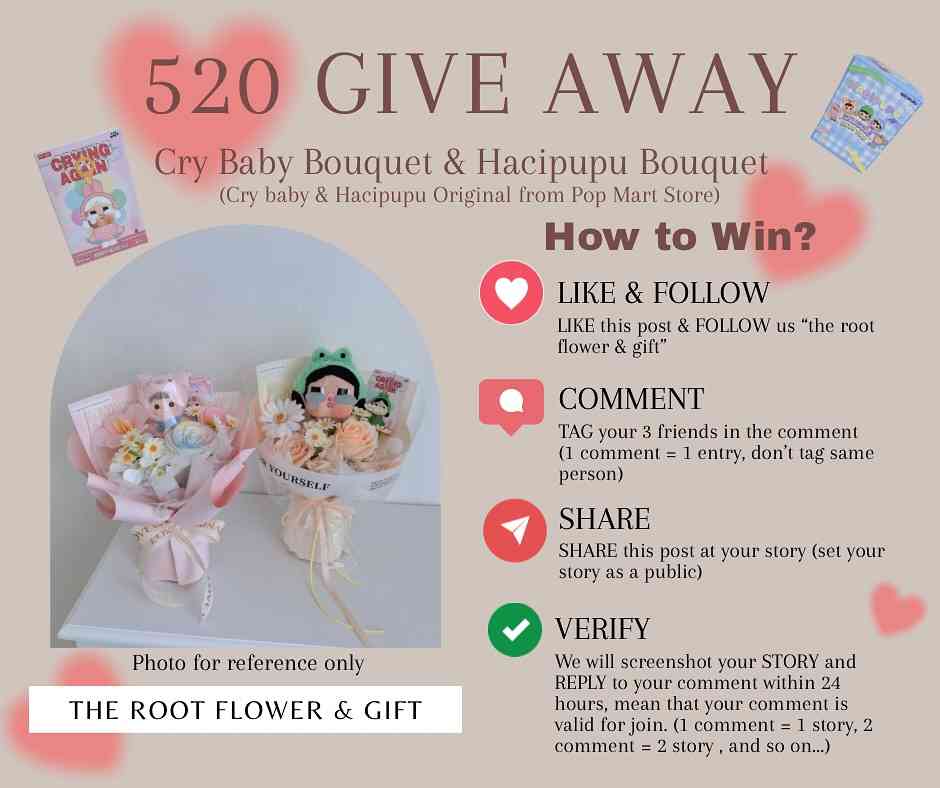 520 GIVE AWAY
Cry Baby Bouquet & Hacipupu Bouquet
(Cry baby & Hacipupu Original from Pop Mart Store)
CRYING
AGAIN
How to Win?
LIKE & FOLLOW
LIKE this post & FOLLOW us “the root
flower & gift”
COMMENT
TAG your 3 friends in the comment
(1 comment = 1 entry, don’t tag same
person)
SHARE
SHARE this post at your story (set your
story as a public)
VERIFY
We will screenshot your STORY and
REPLY to your comment within 24
hours, mean that your comment is
valid for join. (1 comment = 1 story, 2
comment = 2 story , and so on...)
CRYING
AGAIN
YOURSELF
Photo for reference only
THE ROOT FLOWER & GIFT